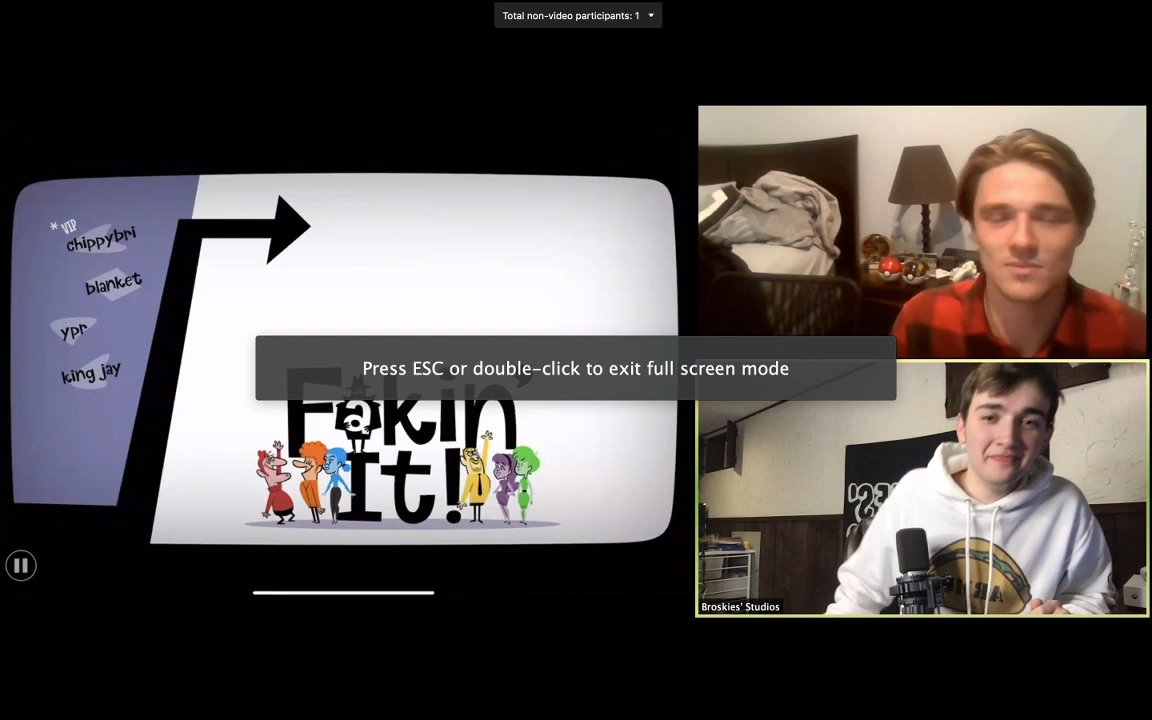 Total non-video participants: 1
* VIP
chippybri
blanket
ypr
king jay
Press ESC or double-click to exit full screen mode
Fakin'
It!
Broskies' Studios